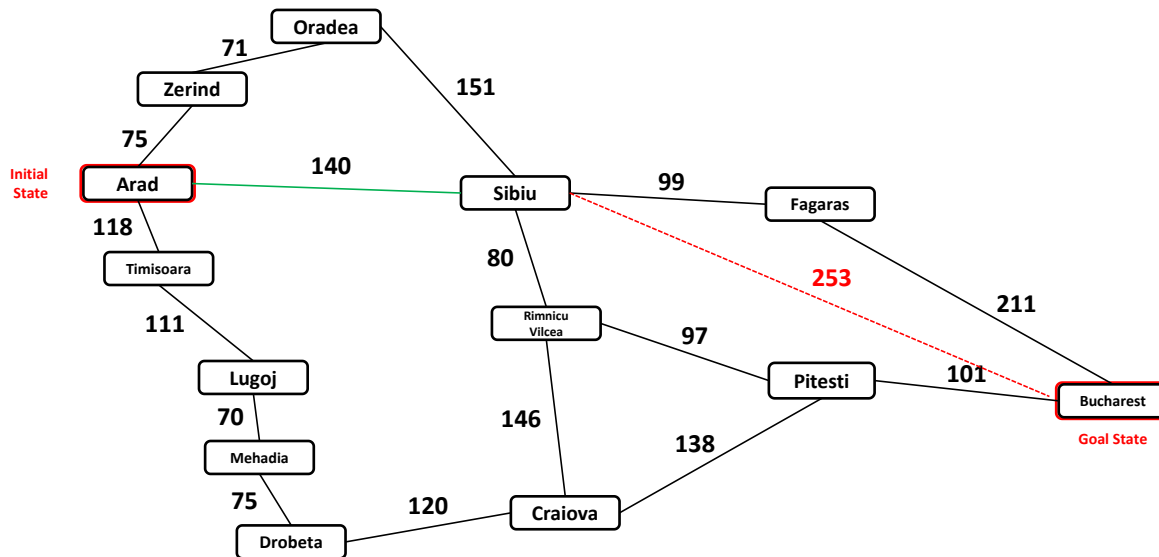 Oradea
71
Zerind
151
75
Initial
State
Arad
140
Sibiu
99
Fagaras
118
Timisoara
80
253
211
111
Rimnicu
Vilcea
97
Lugoj
Pitesti
101
Bucharest
70
146
138
Goal State
Mehadia
75
120
Craiova
Drobeta